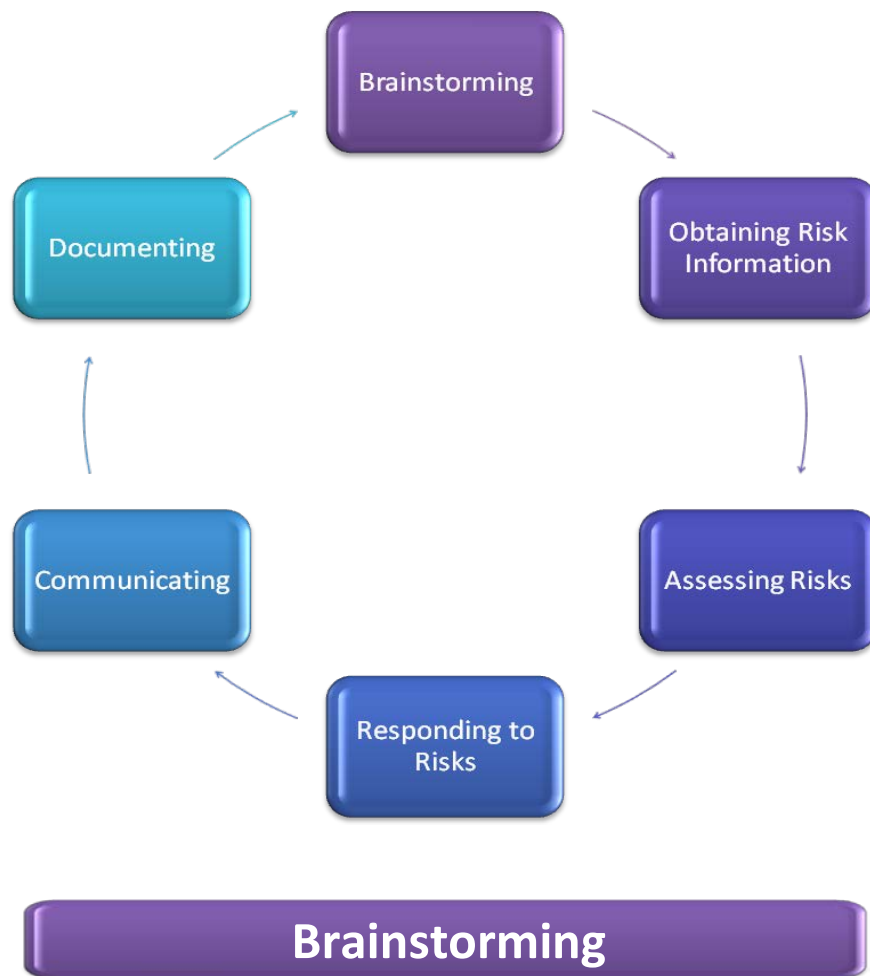 Brainstorming
Obtaining Risk
Information
Assessing Risks
Responding to
Risks
Communicating
Documenting
Brainstorming